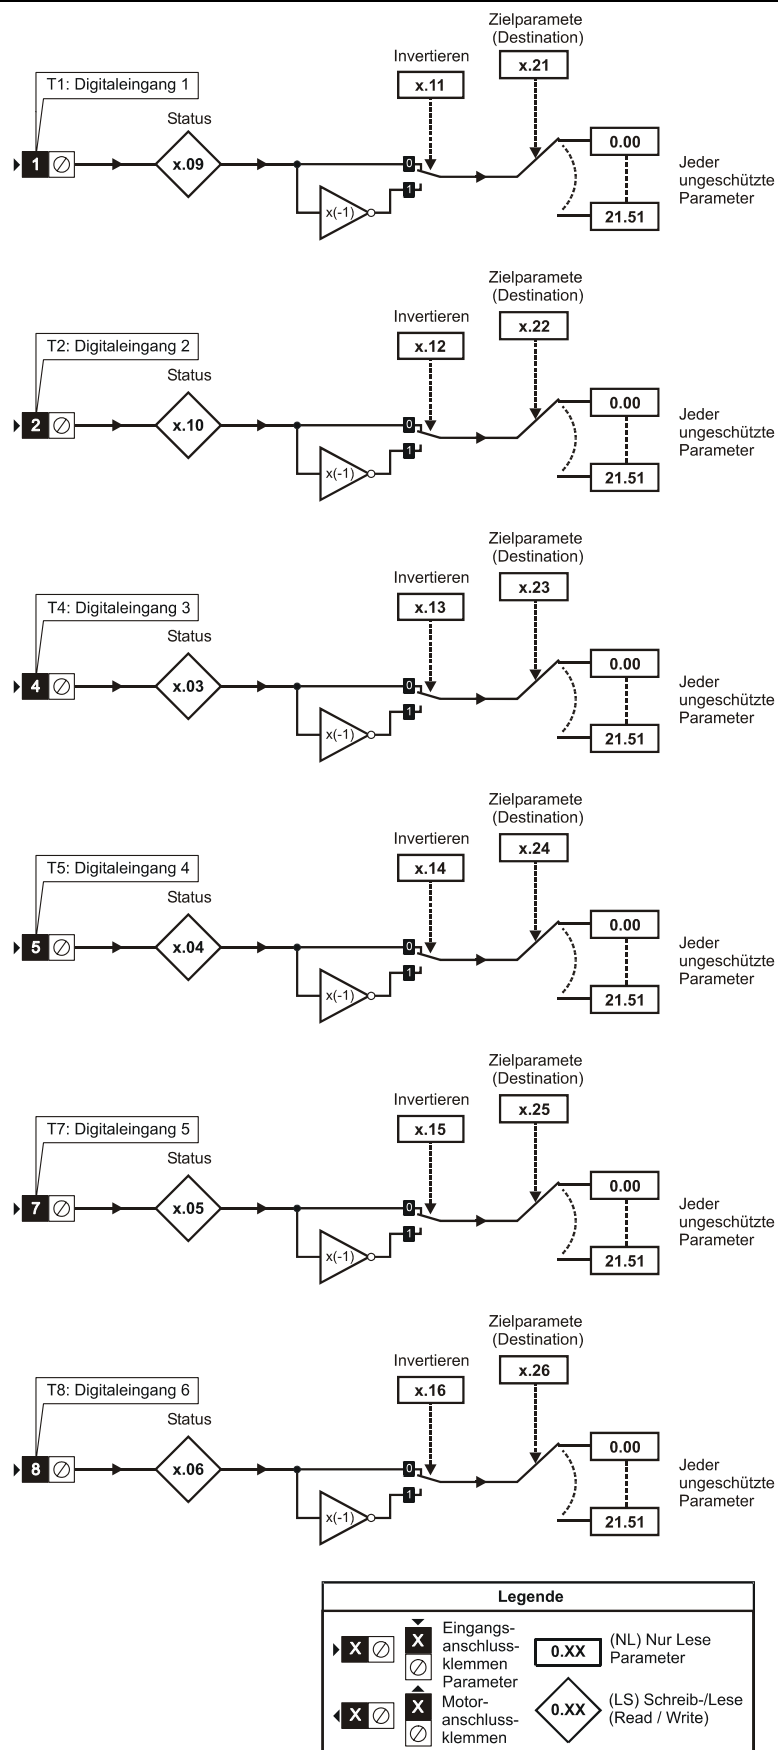 Zielparamete
(Destination)
Invertieren
x.21
x.11
T1: Digitaleingang 1
Status
0.00
0
1
x.09
Jeder
ungeschützte
Parameter
1
x(-1)
21.51
Zielparamete
(Destination)
Invertieren
x.22
x.12
T2: Digitaleingang 2
Status
0.00
0
2
x.10
Jeder
ungeschützte
Parameter
1
x(-1)
21.51
Zielparamete
(Destination)
Invertieren
x.23
x.13
T4: Digitaleingang 3
Status
0.00
0
4
x.03
Jeder
ungeschützte
Parameter
1
x(-1)
21.51
Zielparamete
(Destination)
Invertieren
x.24
x.14
T5: Digitaleingang 4
Status
0.00
0
5
x.04
Jeder
ungeschützte
Parameter
1
x(-1)
21.51
Zielparamete
(Destination)
Invertieren
x.25
x.15
T7: Digitaleingang 5
Status
0.00
0
7
x.05
Jeder
ungeschützte
Parameter
1
x(-1)
21.51
Zielparamete
(Destination)
Invertieren
x.26
x.16
T8: Digitaleingang 6
Status
0.00
0
8
x.06
Jeder
ungeschützte
Parameter
1
x(-1)
21.51
Legende
X
X
Eingangs-
anschluss-
klemmen
Parameter
0.XX
(NL) Nur Lese
Parameter
X
X
Motor-
anschluss-
klemmen
0.XX
(LS) Schreib-/Lese
(Read / Write)